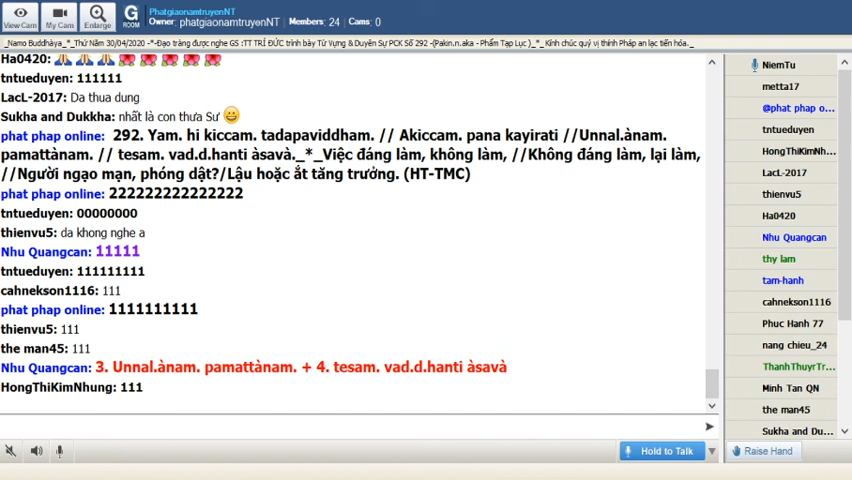 View Cam
My Cam
Enlarge
G
ROOM
PhatgiaonamtruyenNT
Owner: phatgiaonamtruyenNT Members: 24 Cams: 0
_Namo Buddhàya_*_Thứ Năm 30/04/2020 -*-Đạo tràng được nghe GS :TT TRÍ ĐỨC trình bày Từ Vựng & Duyên Sự PCK Số 292 -(Pakin.n.aka - Phẩm Tạp Lục )_*_Kính chúc quý vị thính Pháp an lạc tiến hóa._
Ha0420: 🙏🙏🙏🌺🌺🌺🌺🌺
tntueduyen: 111111
LacL-2017: Da thua dung
Sukha and Dukkha: nhất là con thưa Sư 😀
phat phap online: 292. Yam. hi kiccam. tadapaviddham. // Akiccam. pana kayirati //Unnal.ànam.
pamattànam. // tesam. vad.d.hanti àsavà._*_Việc đáng làm, không làm, //Không đáng làm, lại làm,
//Người ngạo mạn, phóng dật?/Lậu hoặc ắt tăng trưởng. (HT-TMC)
phat phap online: 222222222222222
tntueduyen: 00000000
thienvu5: da khong nghe a
Nhu Quangcan: 11111
tntueduyen: 111111111
cahnekson1116: 111
phat phap online: 1111111111
thienvu5: 111
the man45: 111
Nhu Quangcan: 3. Unnal.ànam. pamattànam. + 4. tesam. vad.d.hanti àsavà
HongThiKimNhung: 111
Hold to Talk
NiemTu
metta17
@phat phap o...
tntueduyen
HongThiKimNh...
LacL-2017
thienvu5
Ha0420
Nhu Quangcan
thy lam
tam-hanh
cahnekson1116
Phuc Hanh 77
nang chieu_24
ThanhThuyrTr...
Minh Tan QN
the man45
Sukha and Du...
Raise Hand